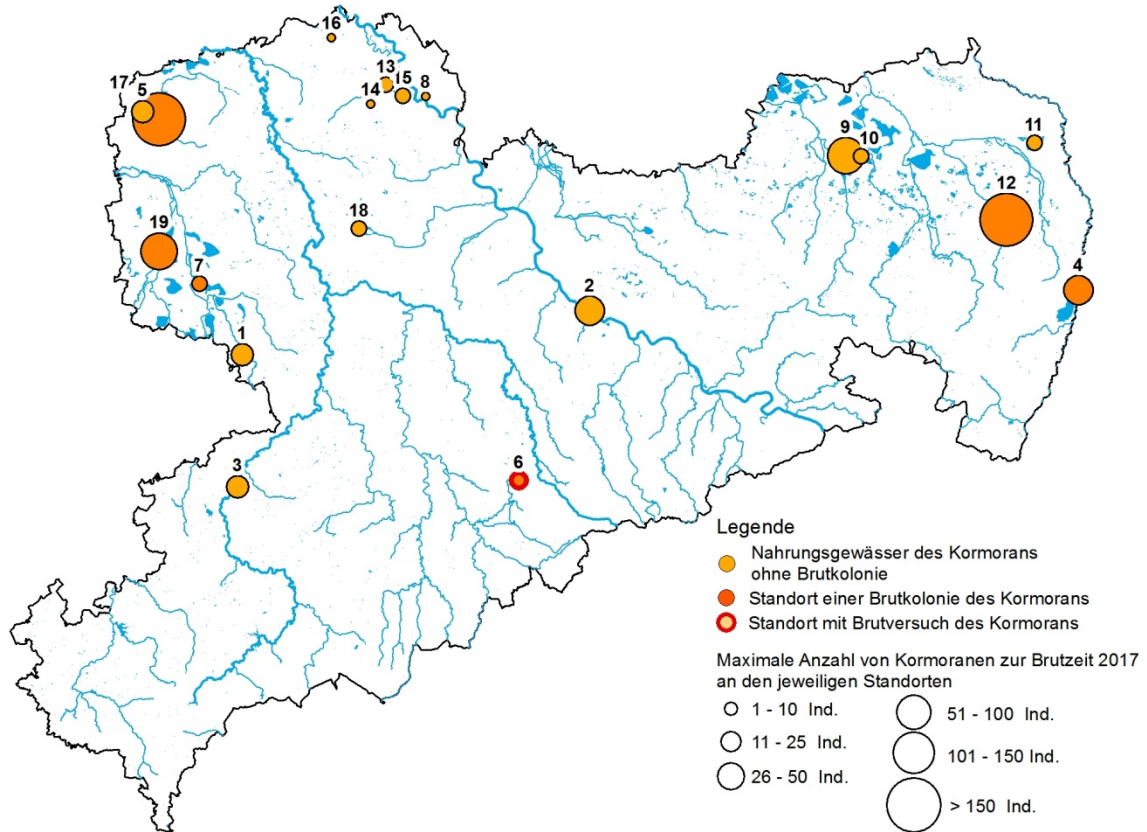 16
17
13
5
15
8
14
11
9
10
12
19
18
7
4
2
1
3
6
Legende
Nahrungsgewässer des Kormorans
ohne Brutkolonie
Standort einer Brutkolonie des Kormorans
Standort mit Brutversuch des Kormorans
Maximale Anzahl von Kormoranen zur Brutzeit 2017
an den jeweiligen Standorten
1 - 10 Ind.
11 - 25 Ind.
26 - 50 Ind.
51 - 100 Ind.
101 - 150 Ind.
> 150 Ind.